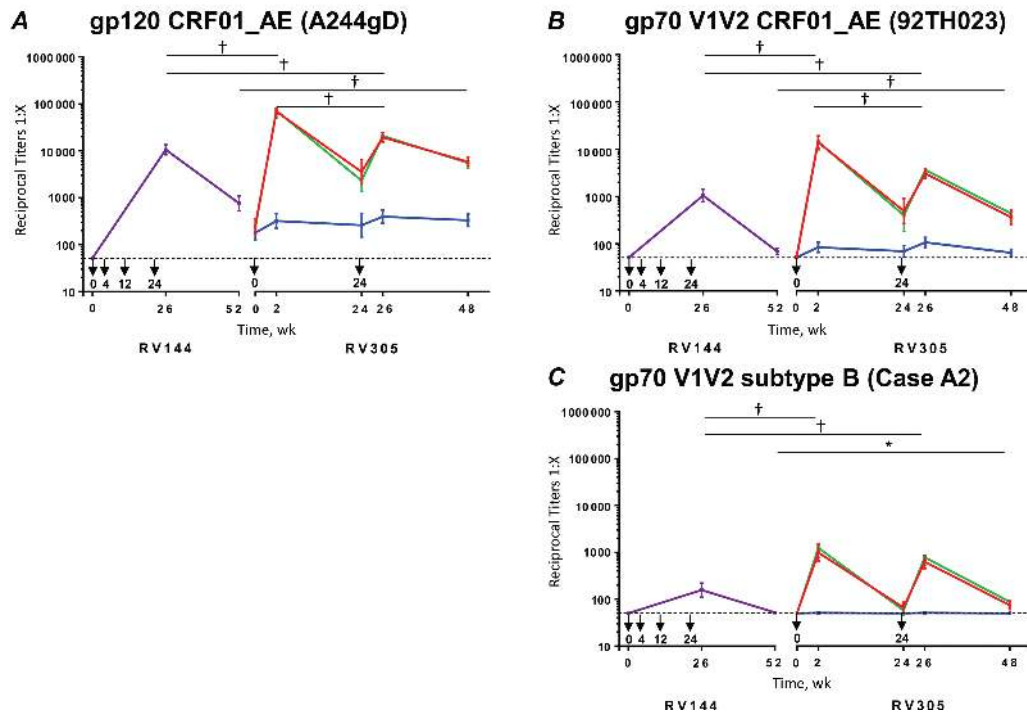 A gp120 CRF01_AE (A244gD)
† † † †
Reciprocal Titers 1:X
1000000
100000
10000
1000
100
10
0 4 12 24
0 24
0 26 52 0 2 24 26 48
Time, wk
RV144 RV305
B gp70 V1V2 CRF01_AE (92TH023)
† † † †
Reciprocal Titers 1:X
1000000
100000
10000
1000
100
10
0 4 12 24
0 24
0 26 52 0 2 24 26 48
Time, wk
RV144 RV305
C gp70 V1V2 subtype B (Case A2)
† † *
Reciprocal Titers 1:X
1000000
100000
10000
1000
100
10
0 4 12 24
0 24
0 26 52 0 2 24 26 48
Time, wk
RV144 RV305